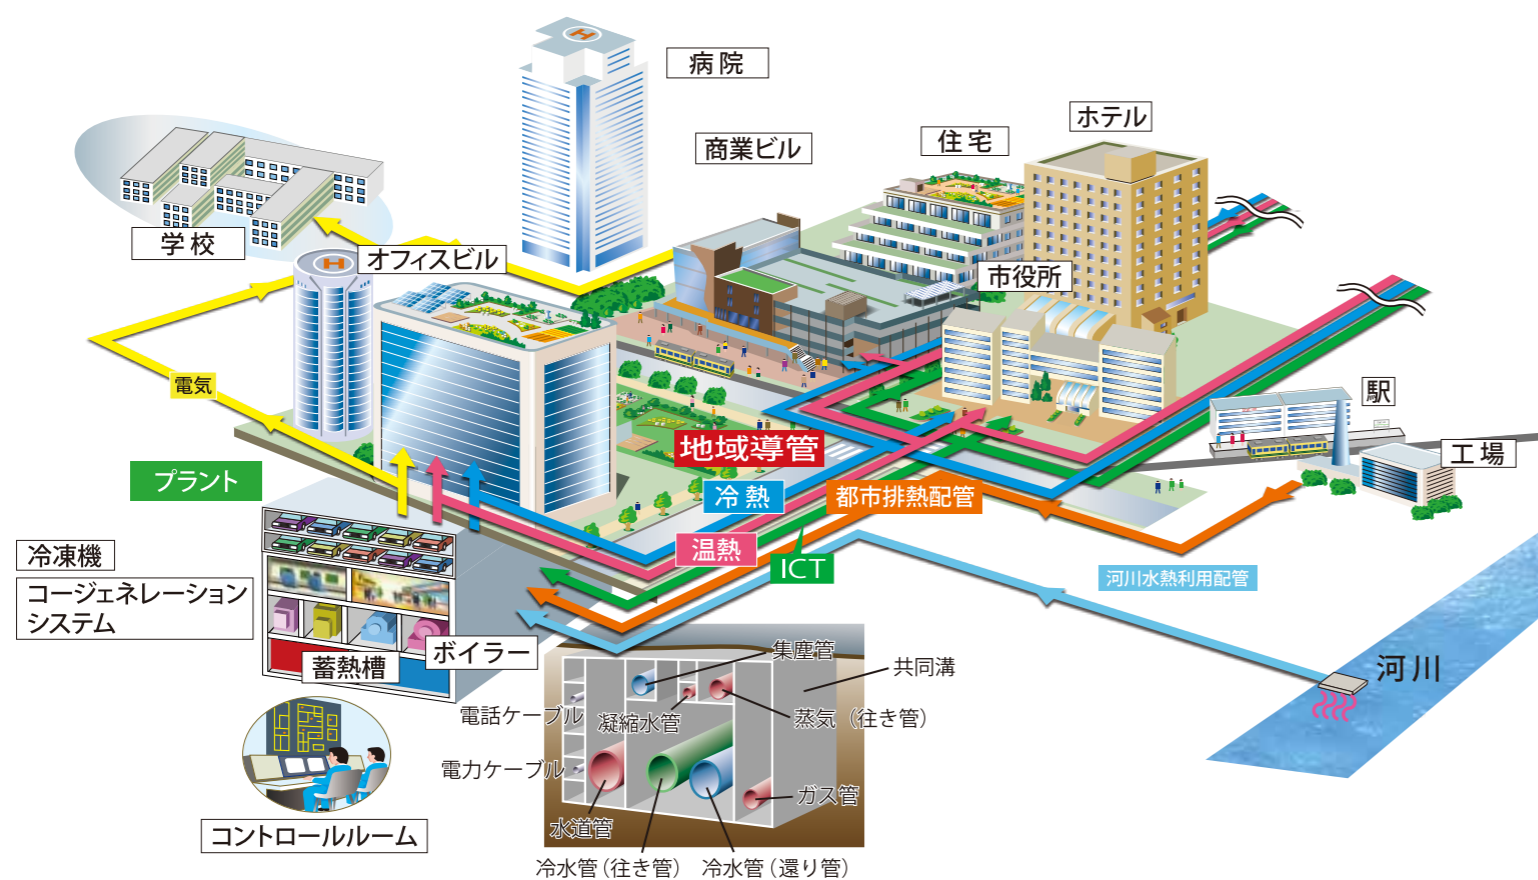 病院
ホテル
住宅
商業ビル
学校
オフィスビル
市役所
電気
駅
地域導管
工場
プラント
冷熱
都市排熱配管
温熱
ICT
河川水熱利用配管
冷凍機
コージェネレーション
システム
ボイラー
蓄熱槽
集塵管
共同溝
河川
電話ケーブル
凝縮水管
蒸気（往き管）
電力ケーブル
ガス管
水道管
コントロールルーム
冷水管（往き管）
冷水管（還り管）
H
H